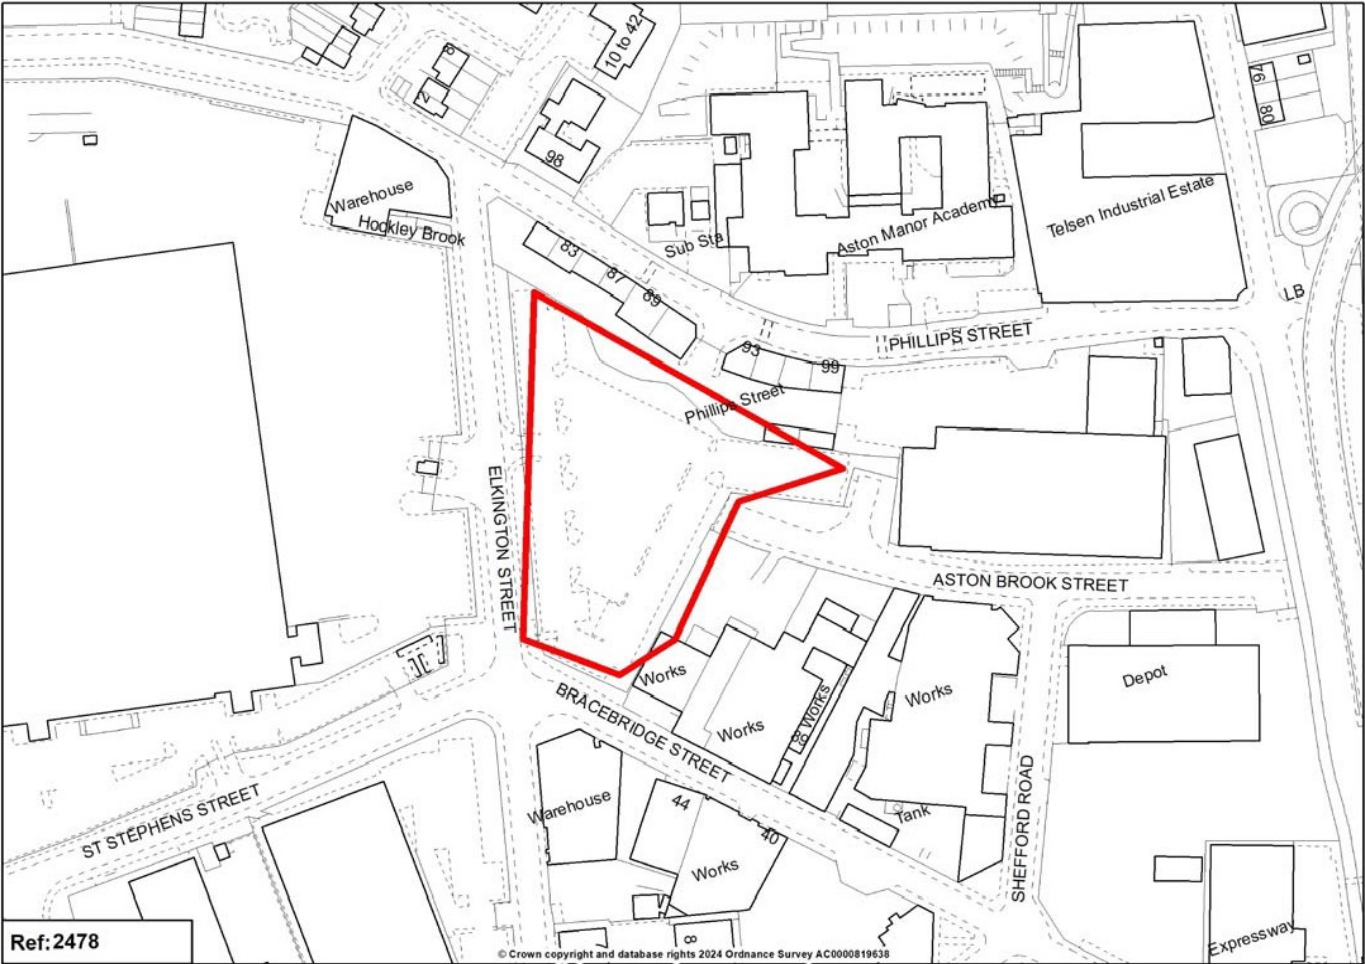 10 to 42
8
2
98
76
80
Warehouse
Hockley Brook
83
87
89
Sub Sta
Aston Manor Academy
Telsen Industrial Estate
LB
PHILLIPS STREET
93
99
Phillips Street
ELKINGTON STREET
ASTON BROOK STREET
Works
BRACEBRIDGE STREET
Works
Works
Works
Depot
ST STEPHENS STREET
Warehouse
44
40
Works
Tank
SHEFFORD ROAD
8
Expressway
Ref:2478
© Crown copyright and database rights 2024 Ordnance Survey AC0000819638